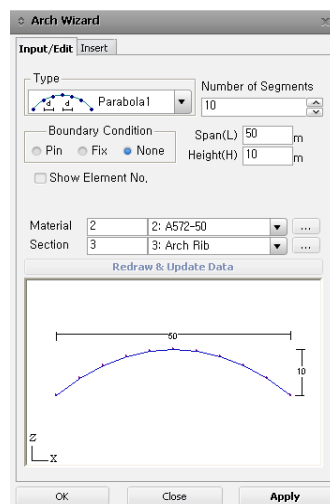 Arch Wizard
Input/Edit Insert
Type
d d Parabola1
Number of Segments
10
Boundary Condition
Pin Fix None
Span(L) 50 m
Height(H) 10 m
Show Element No.
Material 2 2: A572-50 ...
Section 3 3: Arch Rib ...
Redraw & Update Data
50
10
Z
X
OK Close Apply